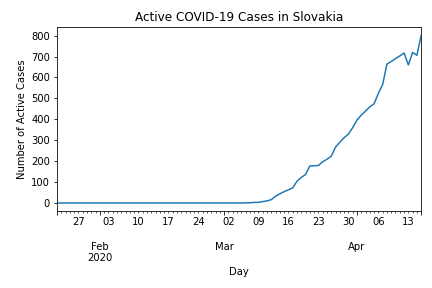 Active COVID-19 Cases in Slovakia
Number of Active Cases
800
700
600
500
400
300
200
100
0
27 03 10 17 24 02 09 16 23 30 06 13
Feb Mar Apr
2020
Day